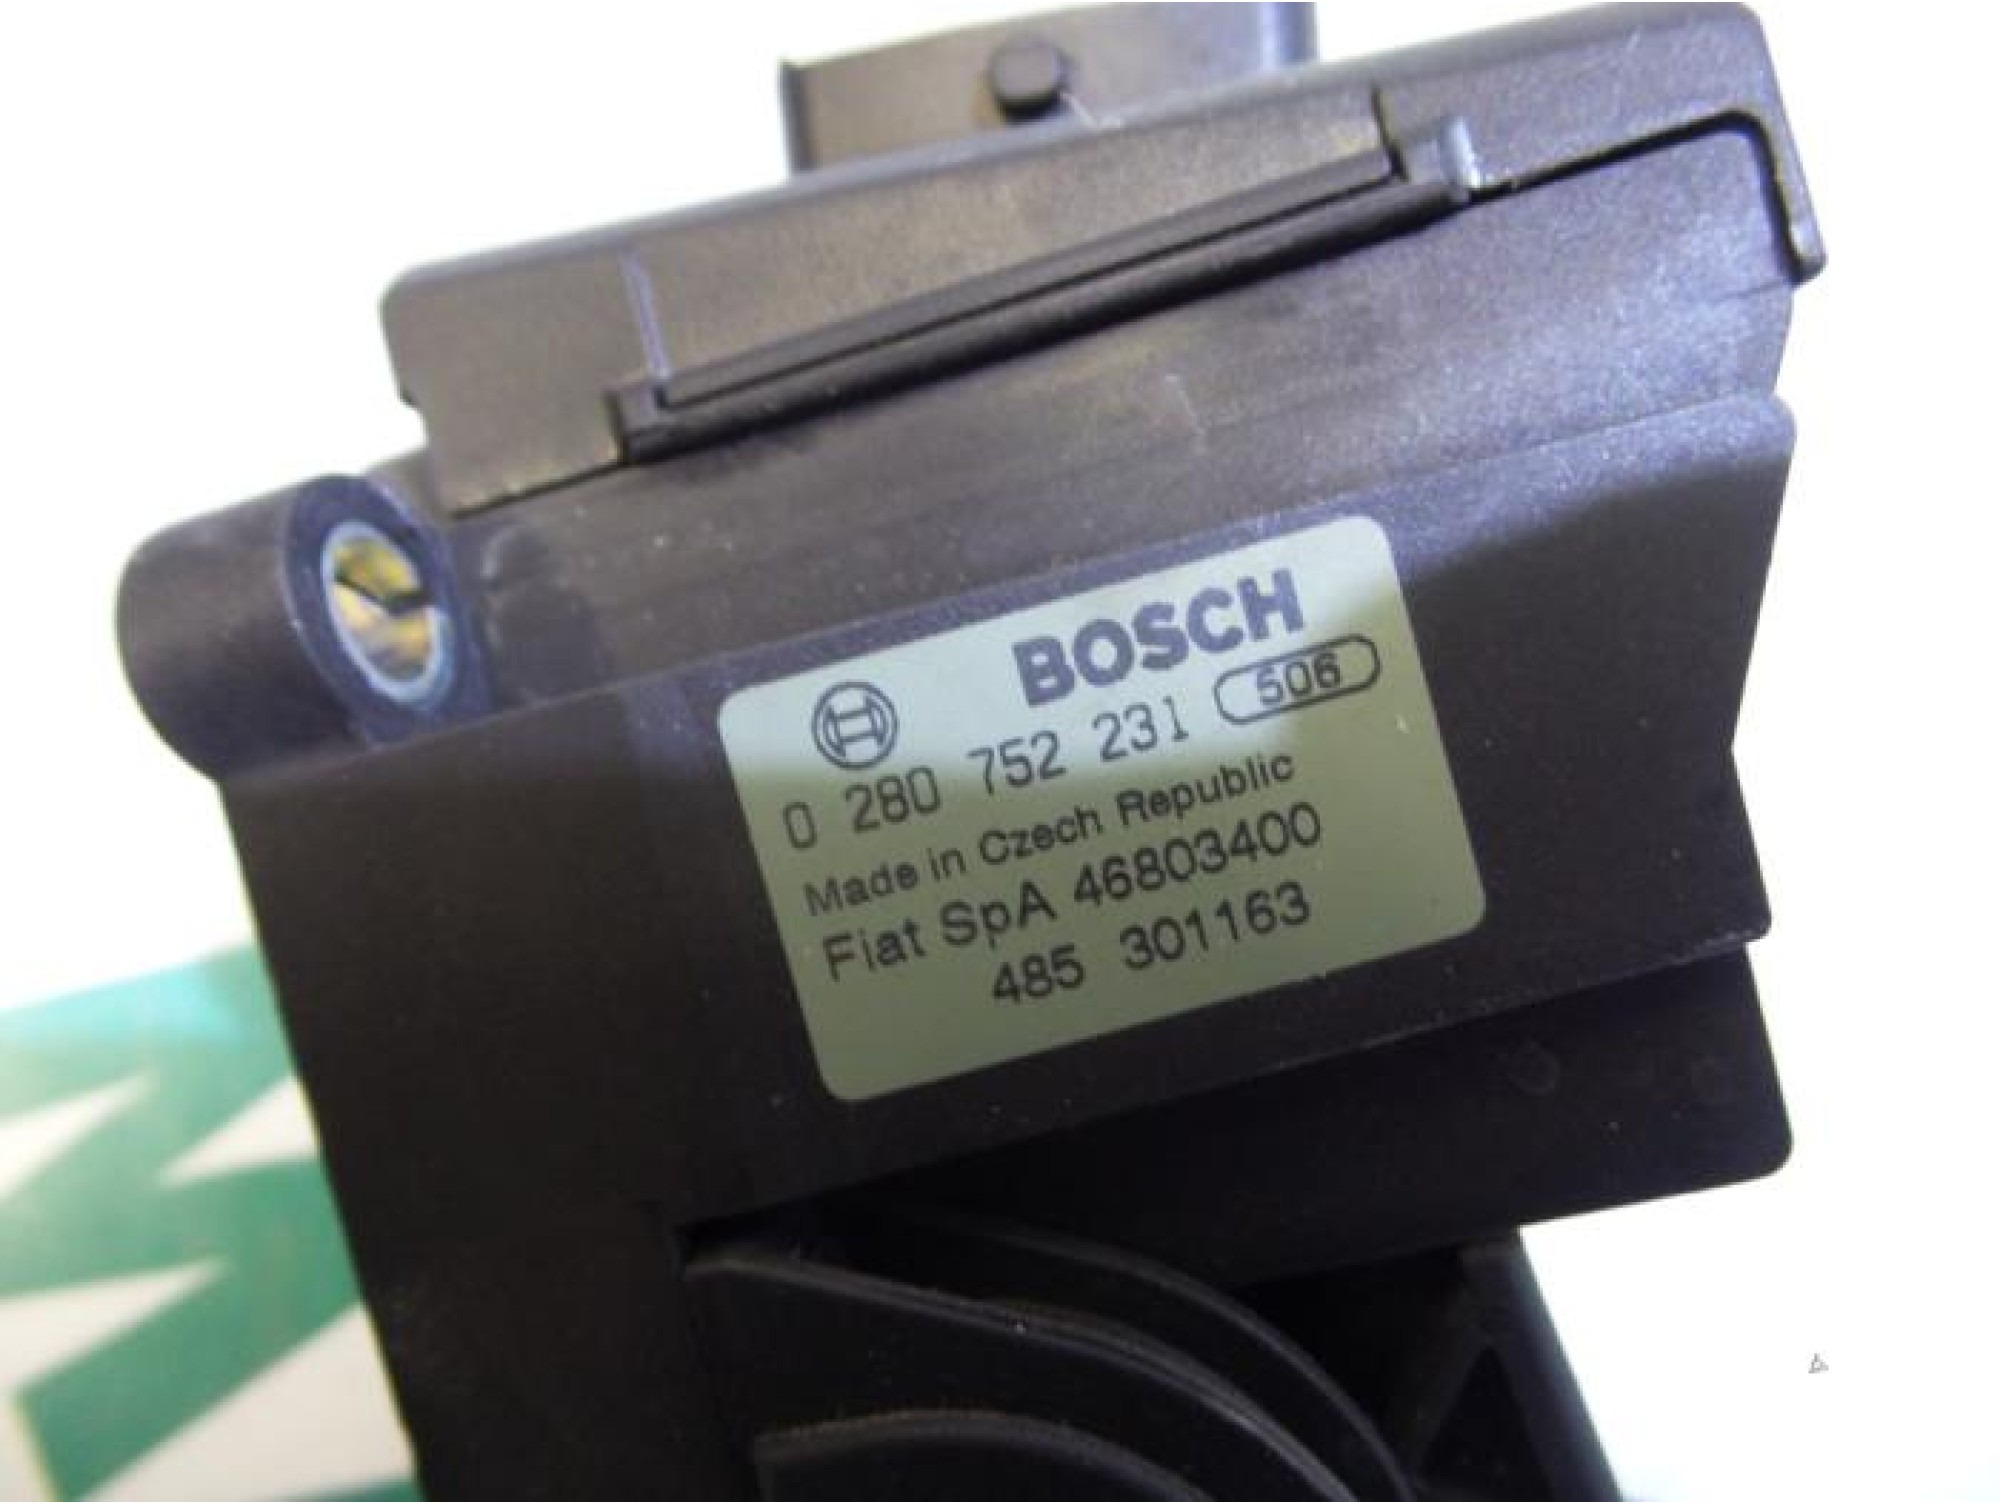 BOSCH
0 280 752 231 506
Made in Czech Republic
Fiat SpA 46803400
485 301163